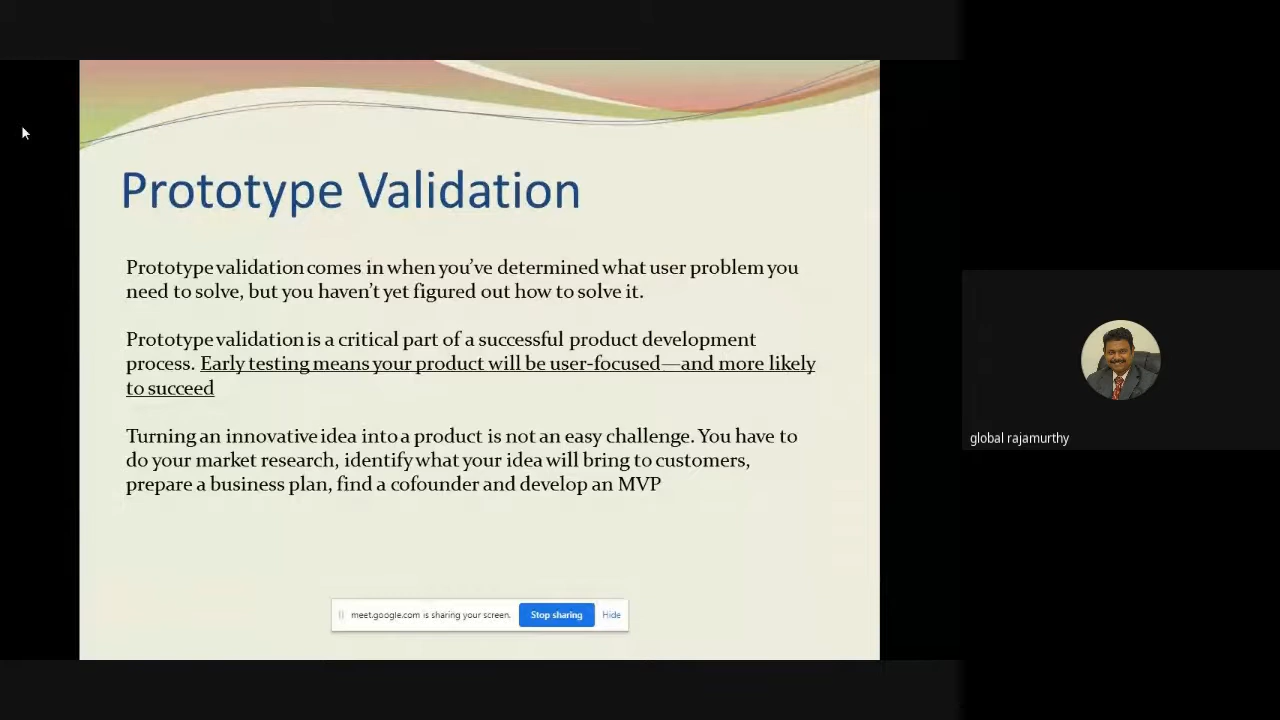 Prototype Validation
Prototype validation comes in when you've determined what user problem you
need to solve, but you haven't yet figured out how to solve it.
Prototype validation is a critical part of a successful product development
process. Early testing means your product will be user-focused—and more likely
to succeed
Turning an innovative idea into a product is not an easy challenge. You have to
do your market research, identify what your idea will bring to customers,
prepare a business plan, find a cofounder and develop an MVP
global rajamurthy
meet.google.com is sharing your screen. Stop sharing Hide